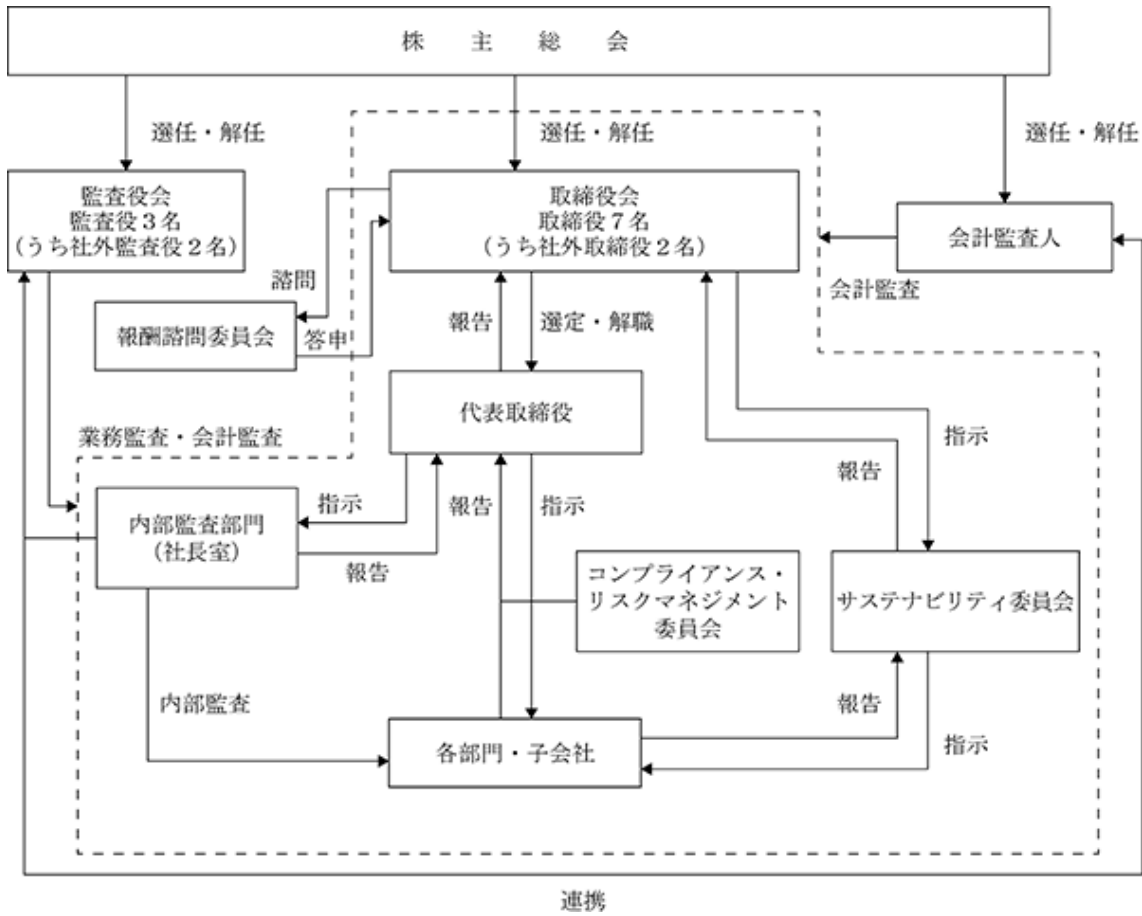 株主総会
選任・解任
選任・解任
選任・解任
監査役会
監査役3名
(うち社外監査役2名)
取締役会
取締役7名
(うち社外取締役2名)
会計監査人
会計監査
諮問
報酬諮問委員会
答申
報告
選定・解職
代表取締役
業務監査・会計監査
指示
報告
指示
報告
指示
内部監査部門
(社長室)
報告
コンプライアンス・
リスクマネジメント
委員会
サステナビリティ委員会
内部監査
報告
各部門・子会社
指示
連携